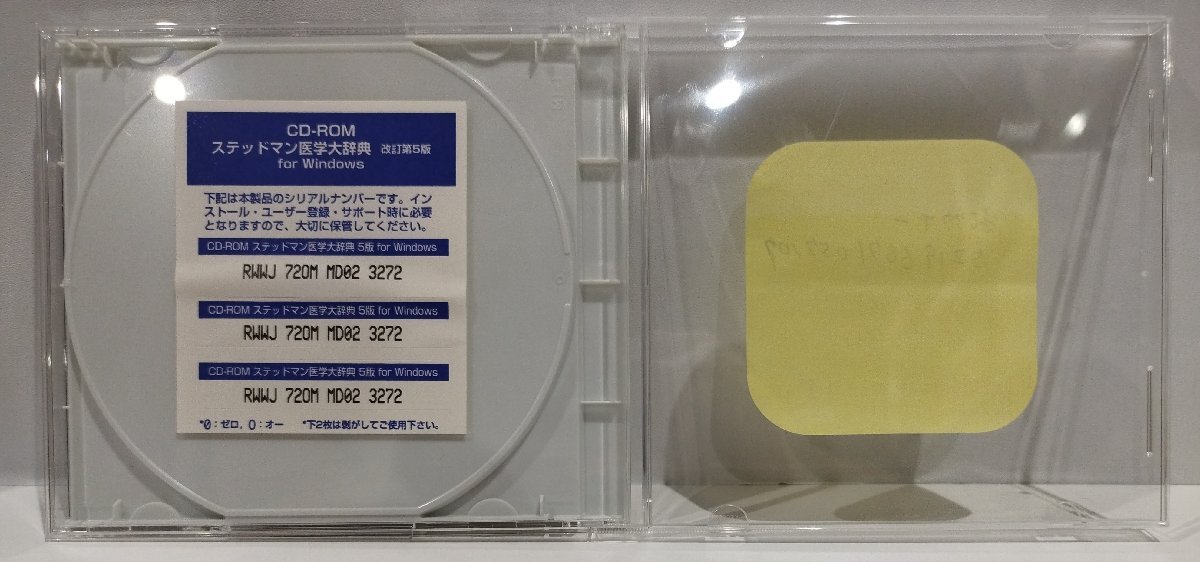 CD-ROM
ステッドマン医学大辞典 改訂第5版
for Windows
下記は本製品のシリアルナンバーです。イン
ストール・ユーザー登録・サポート時に必要
となりますので、大切に保管してください。
CD-ROM ステッドマン医学大辞典 5版 for Windows
RWWJ 720M MD02 3272
CD-ROM ステッドマン医学大辞典 5版 for Windows
RWWJ 720M MD02 3272
CD-ROM ステッドマン医学大辞典 5版 for Windows
RWWJ 720M MD02 3272
*0:ゼロ, O:オー *下2枚は剝がしてご使用下さい。